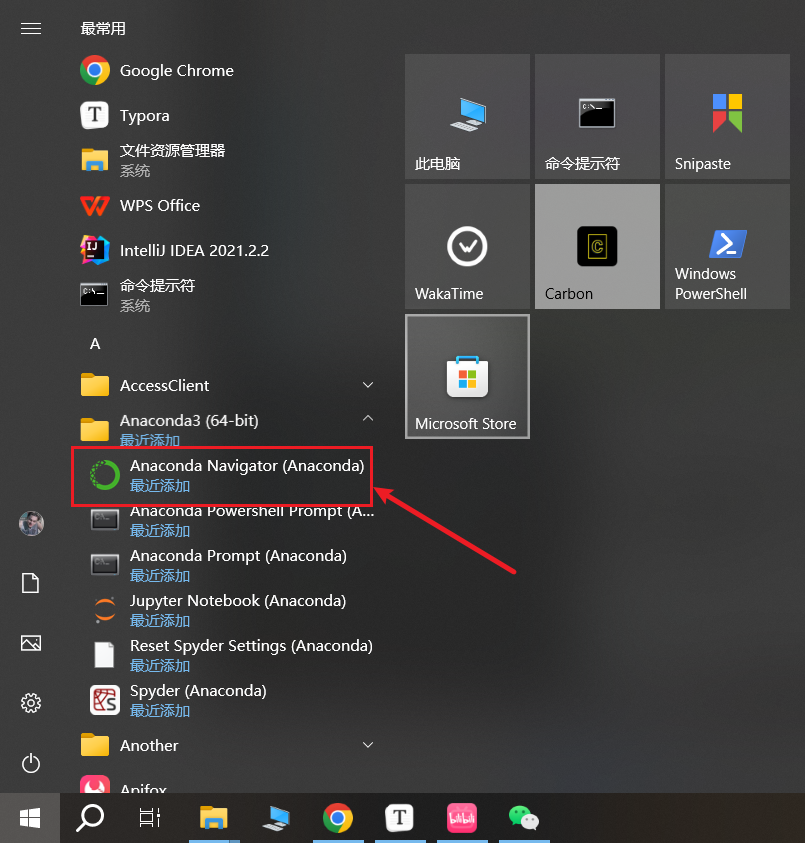 最常用
Google Chrome
Typora
文件资源管理器
系统
WPS Office
IntelliJ IDEA 2021.2.2
命令提示符
系统
A
AccessClient
Anaconda3 (64-bit)
最近添加
Anaconda Navigator (Anaconda)
最近添加
Anaconda Powershell Prompt (A...
最近添加
Anaconda Prompt (Anaconda)
最近添加
Jupyter Notebook (Anaconda)
最近添加
Reset Spyder Settings (Anaconda)
最近添加
Spyder (Anaconda)
最近添加
Another
Apifox
此电脑
命令提示符
Snipaste
WakaTime
Carbon
Windows
PowerShell
Microsoft Store